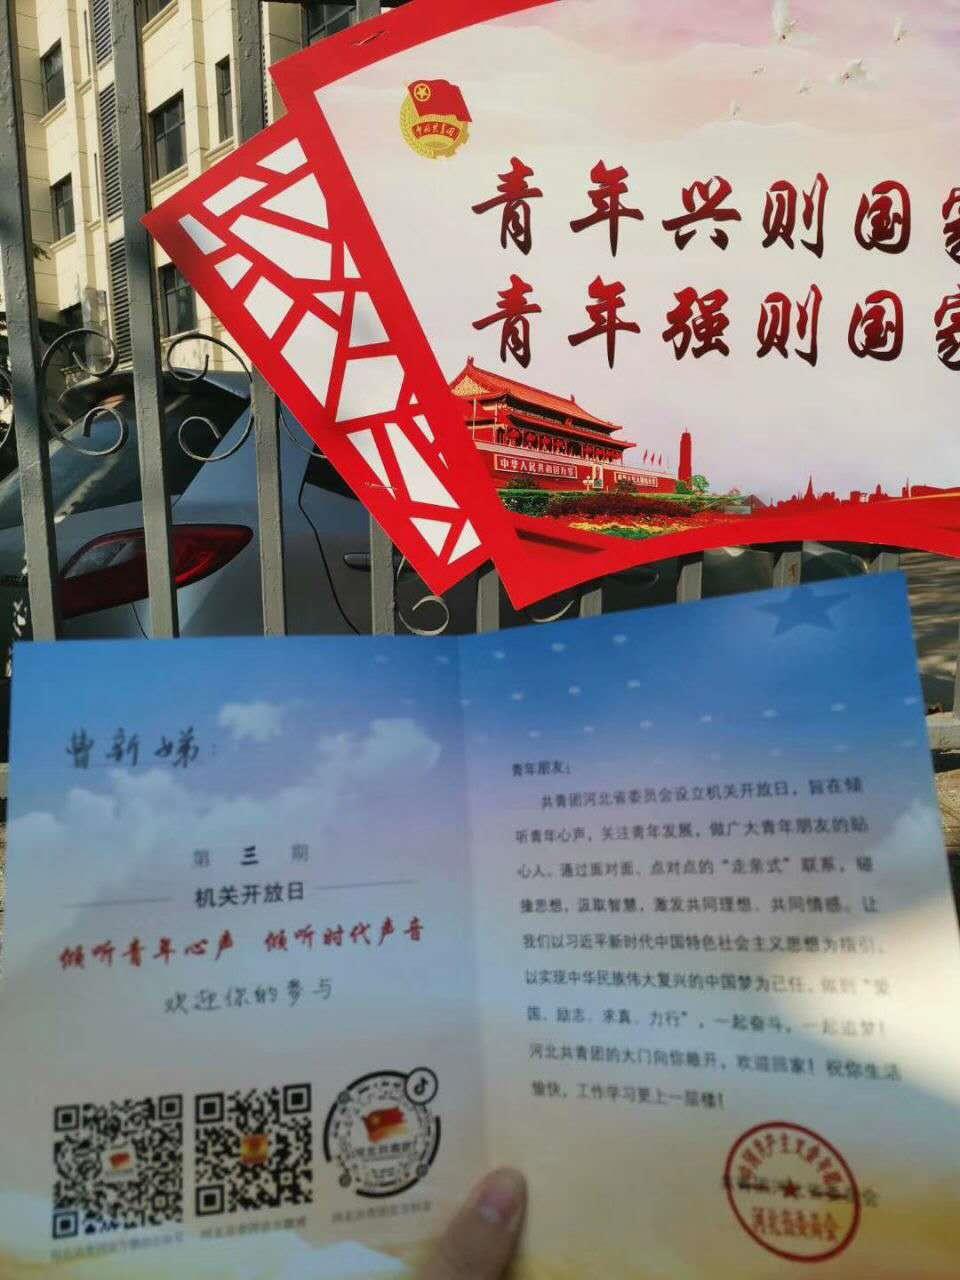 中国共青团
青年兴则国家
青年强则国家
中华人民共和国万岁
曹新娣：
第 三 期
机关开放日
倾听青年心声 倾听时代声音
欢迎你的参与
青年朋友：
共青团河北省委员会设立机关开放日，旨在倾
听青年心声，关注青年发展，做广大青年朋友的贴
心人。通过面对面、点对点的“走亲式”联系，碰
撞思想，汲取智慧，激发共同理想、共同情感。让
我们以习近平新时代中国特色社会主义思想为指引，
以实现中华民族伟大复兴的中国梦为己任，做到“爱
国、励志、求真、力行”，一起奋斗，一起追梦！
河北共青团的大门向你敞开，欢迎回家！祝你生活
愉快，工作学习更上一层楼！
河北省委员会